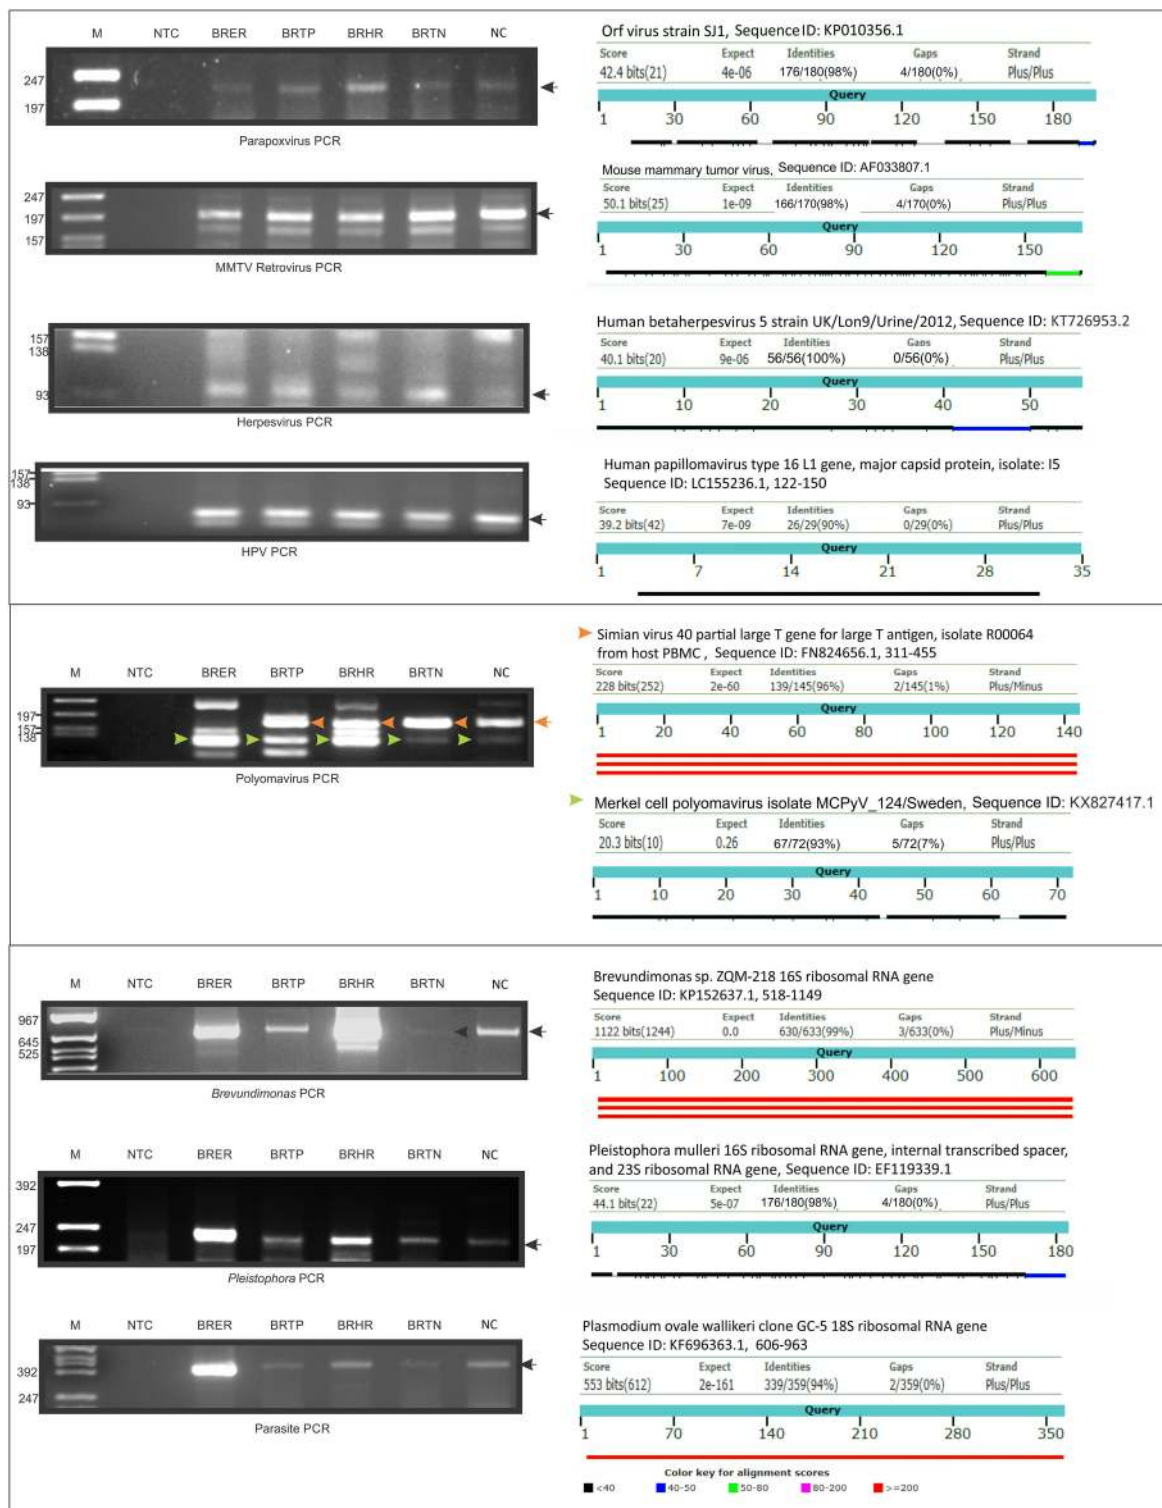 M NTC BRER BRTP BRHR BRTN NC
247
197
Parapoxvirus PCR
Orf virus strain SJ1, Sequence ID: KP010356.1
Score Expect Identities Gaps Strand
42.4 bits(21) 4e-06 176/180(98%) 4/180(0%) Plus/Plus
Query
1 30 60 90 120 150 180
247
197
157
MMTV Retrovirus PCR
Mouse mammary tumor virus, Sequence ID: AF033807.1
Score Expect Identities Gaps Strand
50.1 bits(25) 1e-09 166/170(98%) 4/170(0%) Plus/Plus
Query
1 30 60 90 120 150
157
138
93
Herpesvirus PCR
Human betaherpesvirus 5 strain UK/Lon9/Urine/2012, Sequence ID: KT726953.2
Score Expect Identities Gaps Strand
40.1 bits(20) 9e-06 56/56(100%) 0/56(0%) Plus/Plus
Query
1 10 20 30 40 50
157
138
93
HPV PCR
Human papillomavirus type 16 L1 gene, major capsid protein, isolate: I5
Sequence ID: LC155236.1, 122-150
Score Expect Identities Gaps Strand
39.2 bits(42) 7e-09 26/29(90%) 0/29(0%) Plus/Plus
Query
1 7 14 21 28 35
M NTC BRER BRTP BRHR BRTN NC
197
157
138
Polyomavirus PCR
Simian virus 40 partial large T gene for large T antigen, isolate R00064
from host PBMC , Sequence ID: FN824656.1, 311-455
Score Expect Identities Gaps Strand
228 bits(252) 2e-60 139/145(96%) 2/145(1%) Plus/Minus
Query
1 20 40 60 80 100 120 140
Merkel cell polyomavirus isolate MCPyV_124/Sweden, Sequence ID: KX827417.1
Score Expect Identities Gaps Strand
20.3 bits(10) 0.26 67/72(93%) 5/72(7%) Plus/Plus
Query
1 10 20 30 40 50 60 70
M NTC BRER BRTP BRHR BRTN NC
967
645
525
Brevundimonas PCR
Brevundimonas sp. ZQM-218 16S ribosomal RNA gene
Sequence ID: KP152637.1, 518-1149
Score Expect Identities Gaps Strand
1122 bits(1244) 0.0 630/633(99%) 3/633(0%) Plus/Minus
Query
1 100 200 300 400 500 600
M NTC BRER BRTP BRHR BRTN NC
392
247
197
Pleistophora PCR
Pleistophora mulleri 16S ribosomal RNA gene, internal transcribed spacer,
and 23S ribosomal RNA gene, Sequence ID: EF119339.1
Score Expect Identities Gaps Strand
44.1 bits(22) 5e-07 176/180(98%) 4/180(0%) Plus/Plus
Query
1 30 60 90 120 150 180
M NTC BRER BRTP BRHR BRTN NC
392
247
Parasite PCR
Plasmodium ovale wallikeri clone GC-5 18S ribosomal RNA gene
Sequence ID: KF696363.1, 606-963
Score Expect Identities Gaps Strand
553 bits(612) 2e-161 339/359(94%) 2/359(0%) Plus/Plus
Query
1 70 140 210 280 350
Color key for alignment scores
<40 40-50 50-80 80-200 >=200